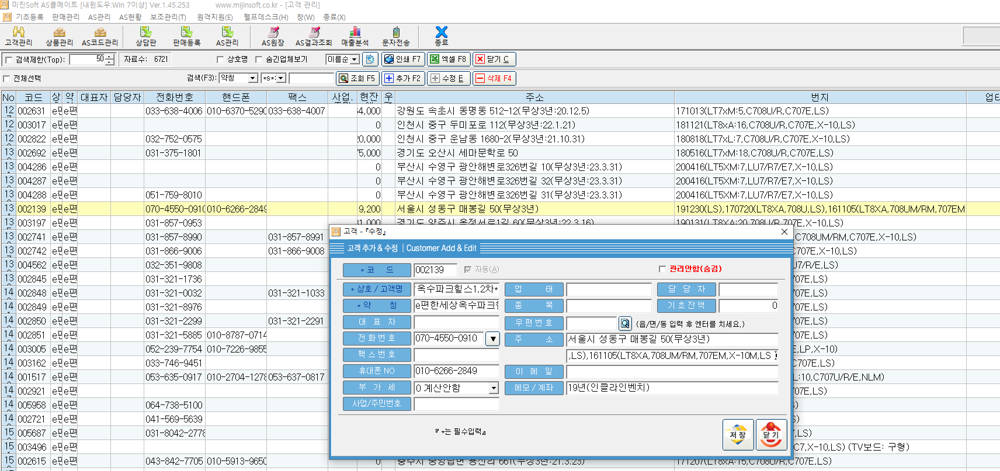 미진Soft AS콜메이트 [내윈도우:Win 7이상] Ver.1.45.253 www.mijinsoft.co.kr - [고객 관리]
기초등록 판매관리 AS관리 AS현황 보조관리(T) 원격지원(E) 헬프데스크(H) 창(W) 종료(X)
고객관리 상품관리 AS코드관리 상담판 판매등록 AS관리 AS원장 AS결과조회 매출분석 문자전송 종료
검색제한(Top): 50 자료수: 6721 상호명 숨긴업체보기 이름순 인쇄 F7 엑셀 F8 닫기 C
전체선택 검색(F3): 약칭 *s* 조회 F5 추가 F2 수정 E 삭제 F4
No 코드 상 약 대표자 담당자 전화번호 핸드폰 팩스 사업. 현잔 우 주소 번지 업태
12 002631 e편 e편 033-638-4006 010-6370-5290 033-638-4007 64,000 강원도 속초시 동명동 512-12(무상3년:20.12.5) 171013(LT7xM:5,C708U/R,C707E,LS)
12 003017 e편 e편 0 인천시 중구 두미포로 112(무상3년:22.1.21) 181121(LT8xA:16,C708U/R,C707E,X-10,LS)
12 002822 e편 e편 032-752-0575 20,000 인천시 중구 운남동 1680-2(무상3년:21.10.31) 180818(LT7xL:7,C708U/R,C707E,X-10,LS)
13 002692 e편 e편 031-375-1801 75,000 경기도 오산시 세마문학로 50 180516(LT7xM:18,C708U/R,C707E,LS)
13 004286 e편 e편 0 부산시 수영구 광안해변로326번길 10(무상3년:23.3.31) 200416(LT5XM:7,LU7/R7/E7,X-10,LS)
13 004287 e편 e편 0 부산시 수영구 광안해변로326번길 32(무상3년:23.3.31) 200416(LT5XM:7,LU7/R7/E7,X-10,LS)
13 004288 e편 e편 051-759-8010 0 부산시 수영구 광안해변로326번길 31(무상3년:23.3.31) 200416(LT5XM:7,LU7/R7/E7,X-10,LS)
13 002139 e편 e편 070-4550-0910 010-6266-2849 9,200 서울시 성동구 매봉길 50(무상3년) 191230(LS),170720(LT8XA,708U,LS),161105(LT8XA,708UM/RM,707EM
13 003197 e편 e편 031-857-0953 31,000 경기도 양주시 옥정서로1길 60(무상3년:22.3.16) 190131(LT8XA:20,708U/R,707E,X-10,LS)
13 002741 e편 e편 031-857-8990 031-857-8991 C708UM/RM,C707E,X-10,LS)
13 002742 e편 e편 031-866-9006 031-866-9008 C707E,X-10,LS)
13 004562 e편 e편 032-351-9808 U7/R/E,LS)
13 002845 e편 e편 031-321-1736 707E,LS)
14 002848 e편 e편 031-321-0032 031-321-1033 707E,LS)
14 002849 e편 e편 031-321-8976 707E,LS)
14 002850 e편 e편 031-321-2299 031-321-2291 707E,LS)
14 002851 e편 e편 031-321-5885 010-8787-0714 707E,LS)
14 003005 e편 e편 052-239-7754 010-7226-9855 E,LP,X-10)
14 003162 e편 e편 033-746-9451 E,LS)
14 001517 e편 e편 053-635-0917 010-2704-1278 053-637-0817 L:10,C707U/R/E,NLM)
14 002921 e편 e편 707E,LS)
14 005958 e편 e편 064-738-5100
14 002721 e편 e편 041-569-5639
15 005687 e편 e편 031-8042-2778 ,LS)
15 003496 e편 e편 C7,X-10,LS) (TV보드: 구형)
15 002615 e편 e편 043-842-7705 010-5913-9650 0 충주시 중앙탑면 용전리 661(무상3년:21.3.23) 171207(LT8xA:15,C708U/R,C707E,LS)
고객 - 『수정』
고객 추가 & 수정 | Customer Add & Edit
* 코 드 002139 자동(A) 관리안함(숨김)
* 상호 / 고객명 옥수파크힐스1,2차* 업 태 담 당 자
* 약 칭 e편한세상옥수파크힐 종 목 기 초 잔 액 0
대 표 자 우 편 번 호 (읍/면/동 입력 후 엔터를 치세요.)
전 화 번 호 070-4550-0910 주 소 서울시 성동구 매봉길 50(무상3년)
팩 스 번 호 ,LS),161105(LT8XA,708UM/RM,707EM,X-10M,LS
휴대폰 NO 010-6266-2849 이 메 일
부 가 세 0 계산안함 메모 / 계좌 19년(인클라인벤치)
사업/주민번호
『 *는 필수입력』 저 장 닫 기